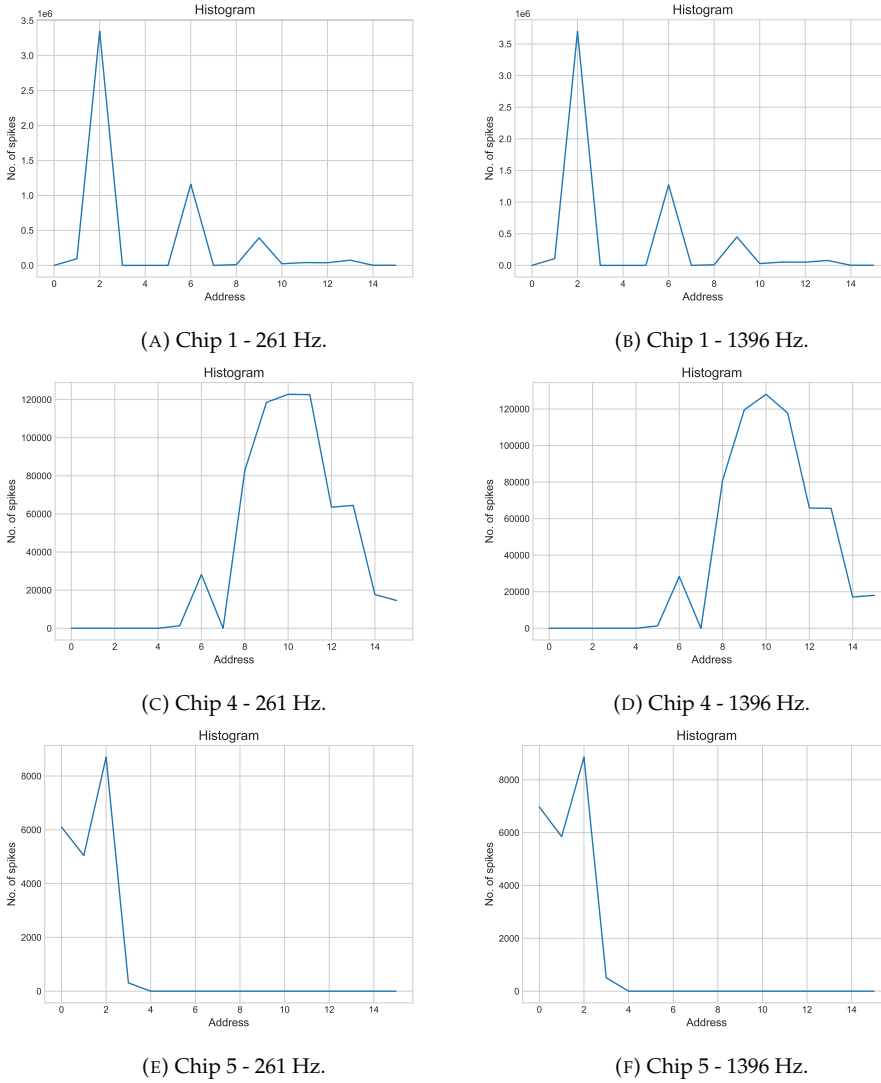 Histogram
1e6
3.5
3.0
2.5
2.0
1.5
1.0
0.5
0.0
No. of spikes
0 2 4 6 8 10 12 14
Address
(A) Chip 1 - 261 Hz.
Histogram
1e6
3.5
3.0
2.5
2.0
1.5
1.0
0.5
0.0
No. of spikes
0 2 4 6 8 10 12 14
Address
(B) Chip 1 - 1396 Hz.
Histogram
120000
100000
80000
60000
40000
20000
0
No. of spikes
0 2 4 6 8 10 12 14
Address
(C) Chip 4 - 261 Hz.
Histogram
120000
100000
80000
60000
40000
20000
0
No. of spikes
0 2 4 6 8 10 12 14
Address
(D) Chip 4 - 1396 Hz.
Histogram
8000
6000
4000
2000
0
No. of spikes
0 2 4 6 8 10 12 14
Address
(E) Chip 5 - 261 Hz.
Histogram
8000
6000
4000
2000
0
No. of spikes
0 2 4 6 8 10 12 14
Address
(F) Chip 5 - 1396 Hz.